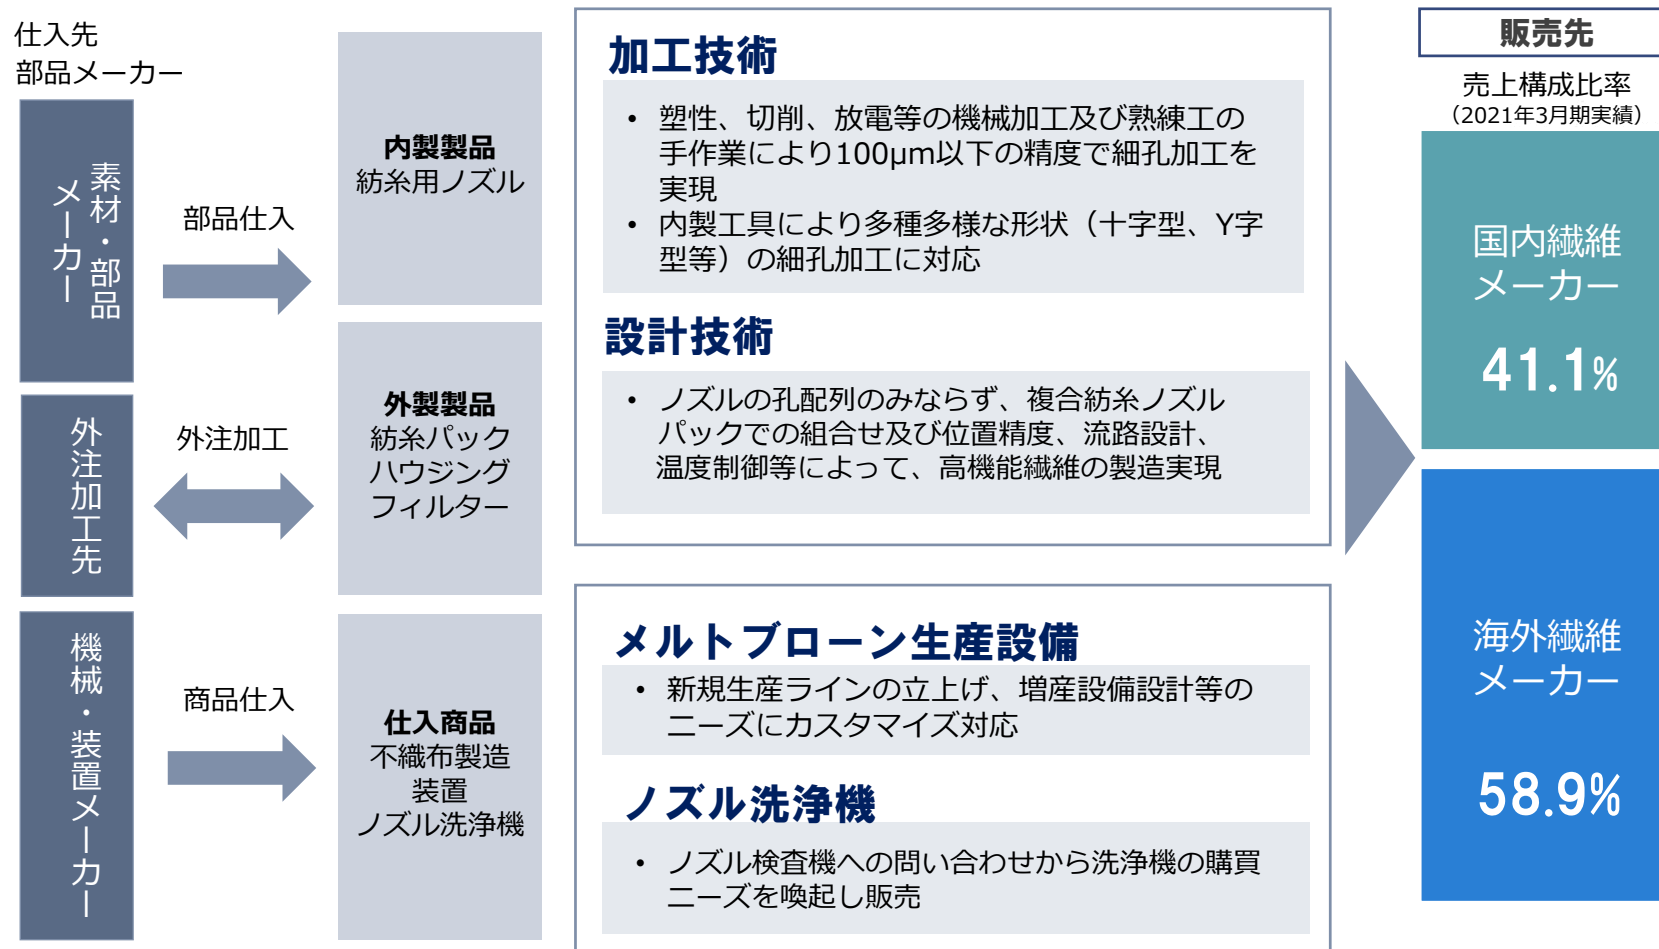 仕入先
部品メーカー
素材・部品
メーカー
部品仕入
外注加工先
外注加工
機械・装置メーカー
商品仕入
内製製品
紡糸用ノズル
外製製品
紡糸パック
ハウジング
フィルター
仕入商品
不織布製造
装置
ノズル洗浄機
加工技術
• 塑性、切削、放電等の機械加工及び熟練工の
手作業により100μm以下の精度で細孔加工を
実現
• 内製工具により多種多様な形状（十字型、Y字
型等）の細孔加工に対応
設計技術
• ノズルの孔配列のみならず、複合紡糸ノズル
パックでの組合せ及び位置精度、流路設計、
温度制御等によって、高機能繊維の製造実現
メルトブローン生産設備
• 新規生産ラインの立上げ、増産設備設計等の
ニーズにカスタマイズ対応
ノズル洗浄機
• ノズル検査機への問い合わせから洗浄機の購買
ニーズを喚起し販売
販売先
売上構成比率
（2021年3月期実績）
国内繊維
メーカー
41.1%
海外繊維
メーカー
58.9%